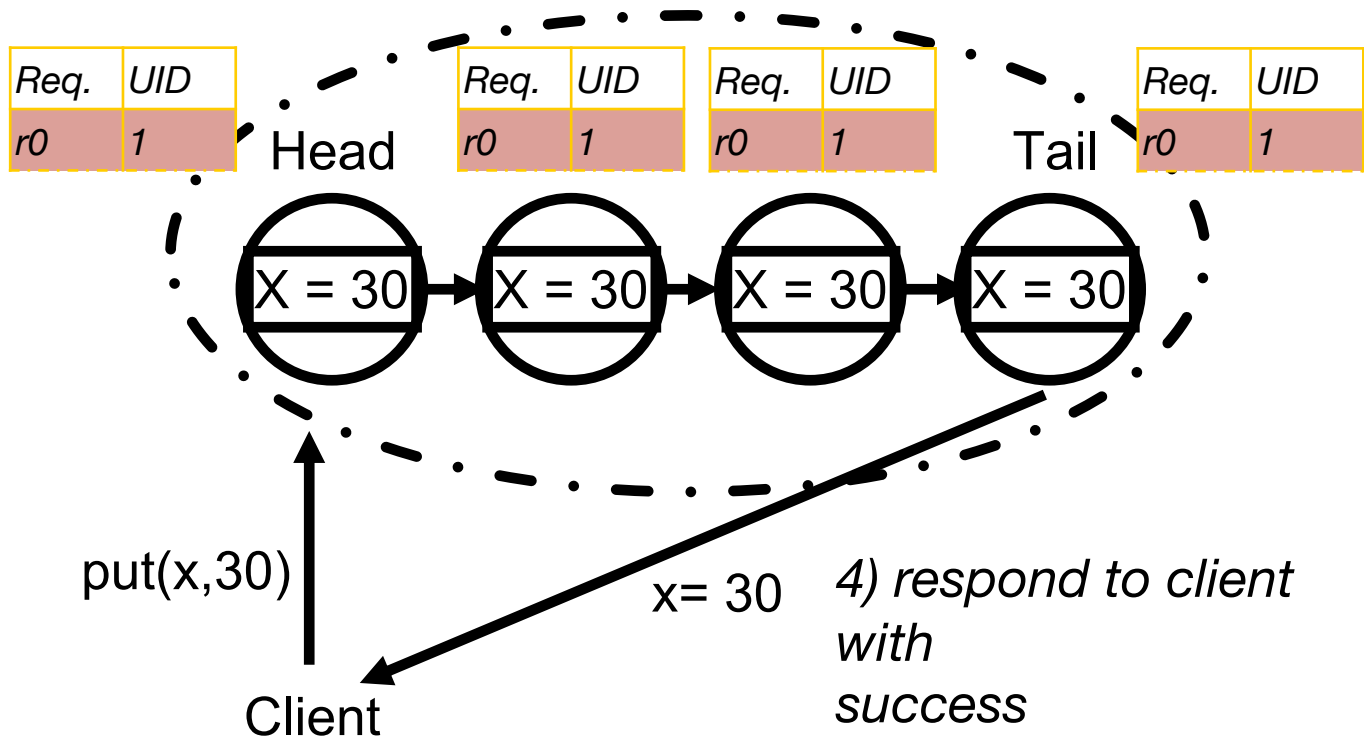 Req. UID
r0 1
Req. UID
r0 1
Req. UID
r0 1
Req. UID
r0 1
Head
Tail
X = 30
X = 30
X = 30
X = 30
put(x,30)
x= 30
4) respond to client
with
success
Client